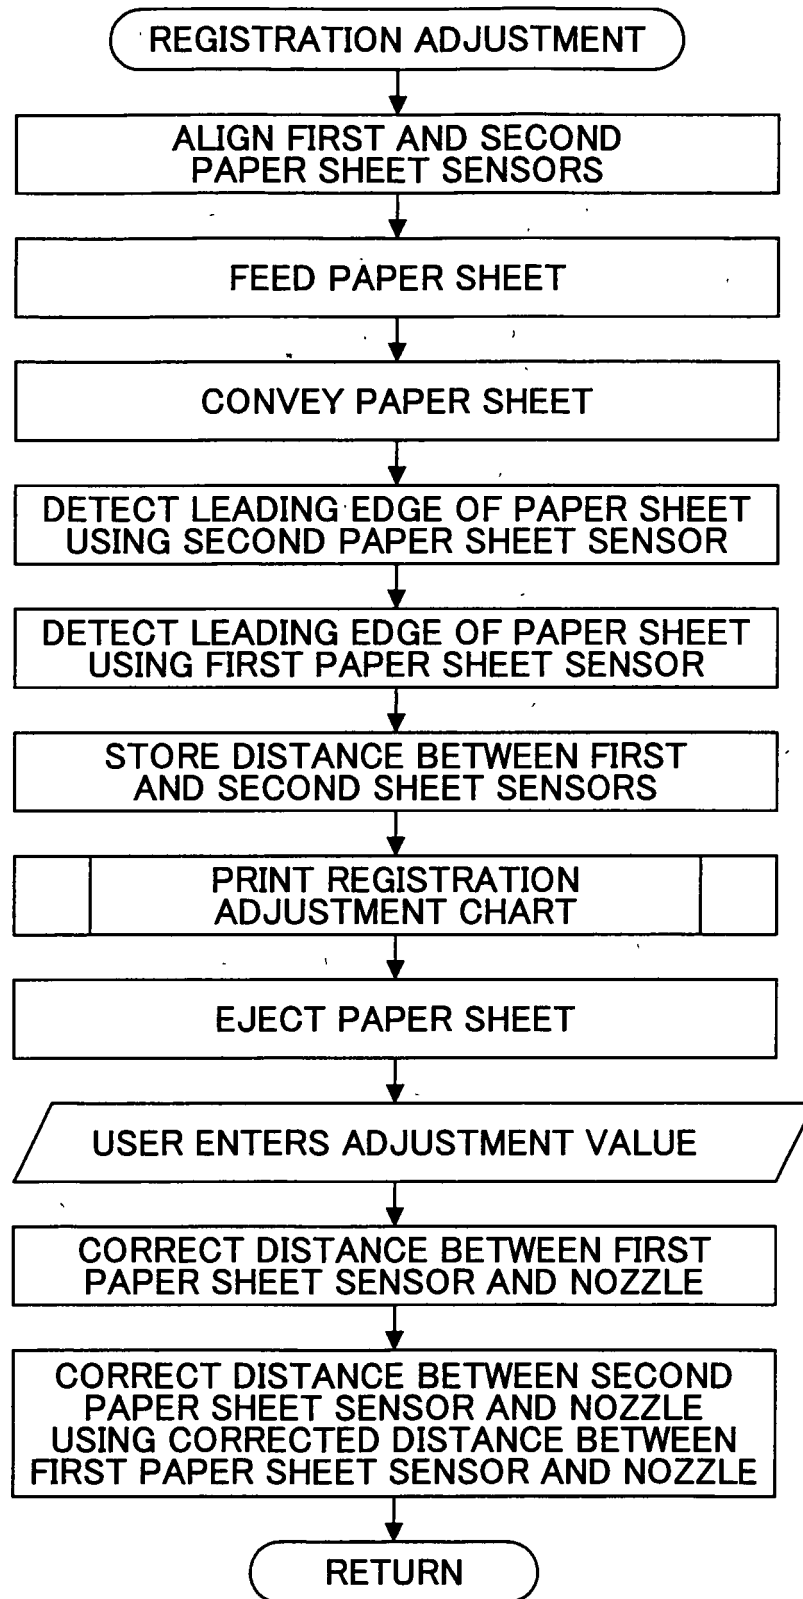 REGISTRATION ADJUSTMENT
ALIGN FIRST AND SECOND
PAPER SHEET SENSORS
FEED PAPER SHEET
CONVEY PAPER SHEET
DETECT LEADING EDGE OF PAPER SHEET
USING SECOND PAPER SHEET SENSOR
DETECT LEADING EDGE OF PAPER SHEET
USING FIRST PAPER SHEET SENSOR
STORE DISTANCE BETWEEN FIRST
AND SECOND SHEET SENSORS
PRINT REGISTRATION
ADJUSTMENT CHART
EJECT PAPER SHEET
USER ENTERS ADJUSTMENT VALUE
CORRECT DISTANCE BETWEEN FIRST
PAPER SHEET SENSOR AND NOZZLE
CORRECT DISTANCE BETWEEN SECOND
PAPER SHEET SENSOR AND NOZZLE
USING CORRECTED DISTANCE BETWEEN
FIRST PAPER SHEET SENSOR AND NOZZLE
RETURN